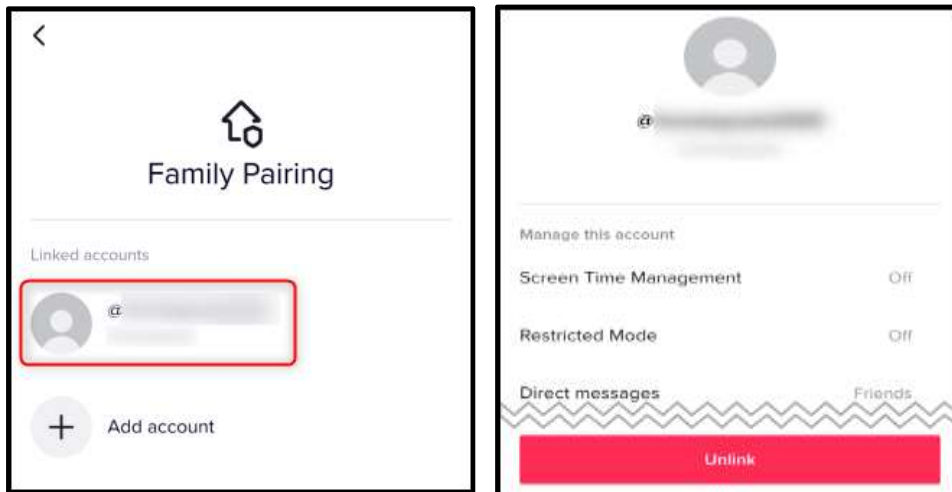 Family Pairing
Linked accounts
@
Add account
@
Manage this account
Screen Time Management Off
Restricted Mode Off
Direct messages Friends
Unlink